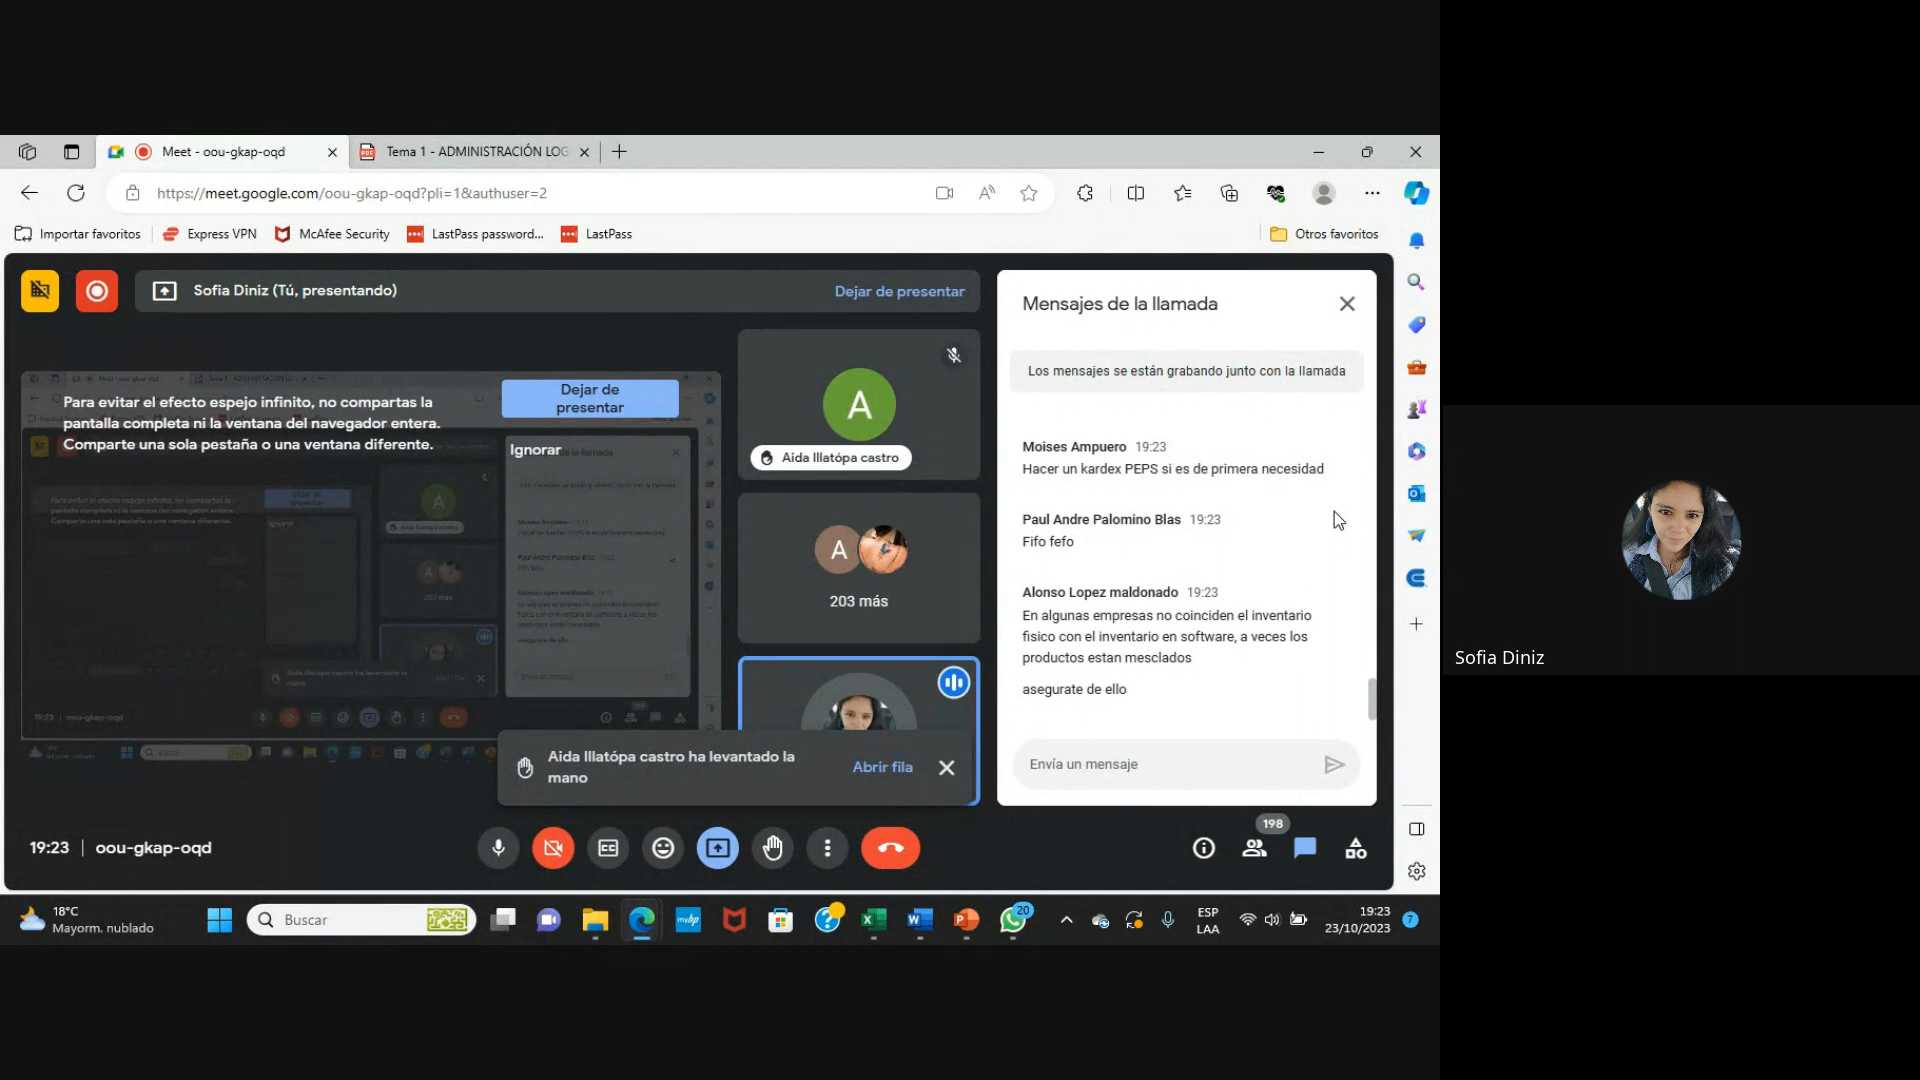 Meet - oou-gkap-oqd
Tema 1 - ADMINISTRACIÓN LOG
https://meet.google.com/oou-gkap-oqd?pli=1&authuser=2
Importar favoritos
Express VPN
McAfee Security
LastPass password...
LastPass
Otros favoritos
Sofia Diniz (Tú, presentando)
Dejar de presentar
Para evitar el efecto espejo infinito, no compartas la
pantalla completa ni la ventana del navegador entera.
Comparte una sola pestaña o una ventana diferente.
Dejar de
presentar
Ignorar
A
Aida Illatópa castro
A
203 más
Aida Illatópa castro ha levantado la
mano
Abrir fila
Mensajes de la llamada
Los mensajes se están grabando junto con la llamada
Moises Ampuero 19:23
Hacer un kardex PEPS si es de primera necesidad
Paul Andre Palomino Blas 19:23
Fifo fefo
Alonso Lopez maldonado 19:23
En algunas empresas no coinciden el inventario
fisico con el inventario en software, a veces los
productos estan mesclados
asegurate de ello
Envía un mensaje
19:23 | oou-gkap-oqd
198
18°C
Mayorm. nublado
Buscar
20
ESP
LAA
19:23
23/10/2023
7
Sofia Diniz